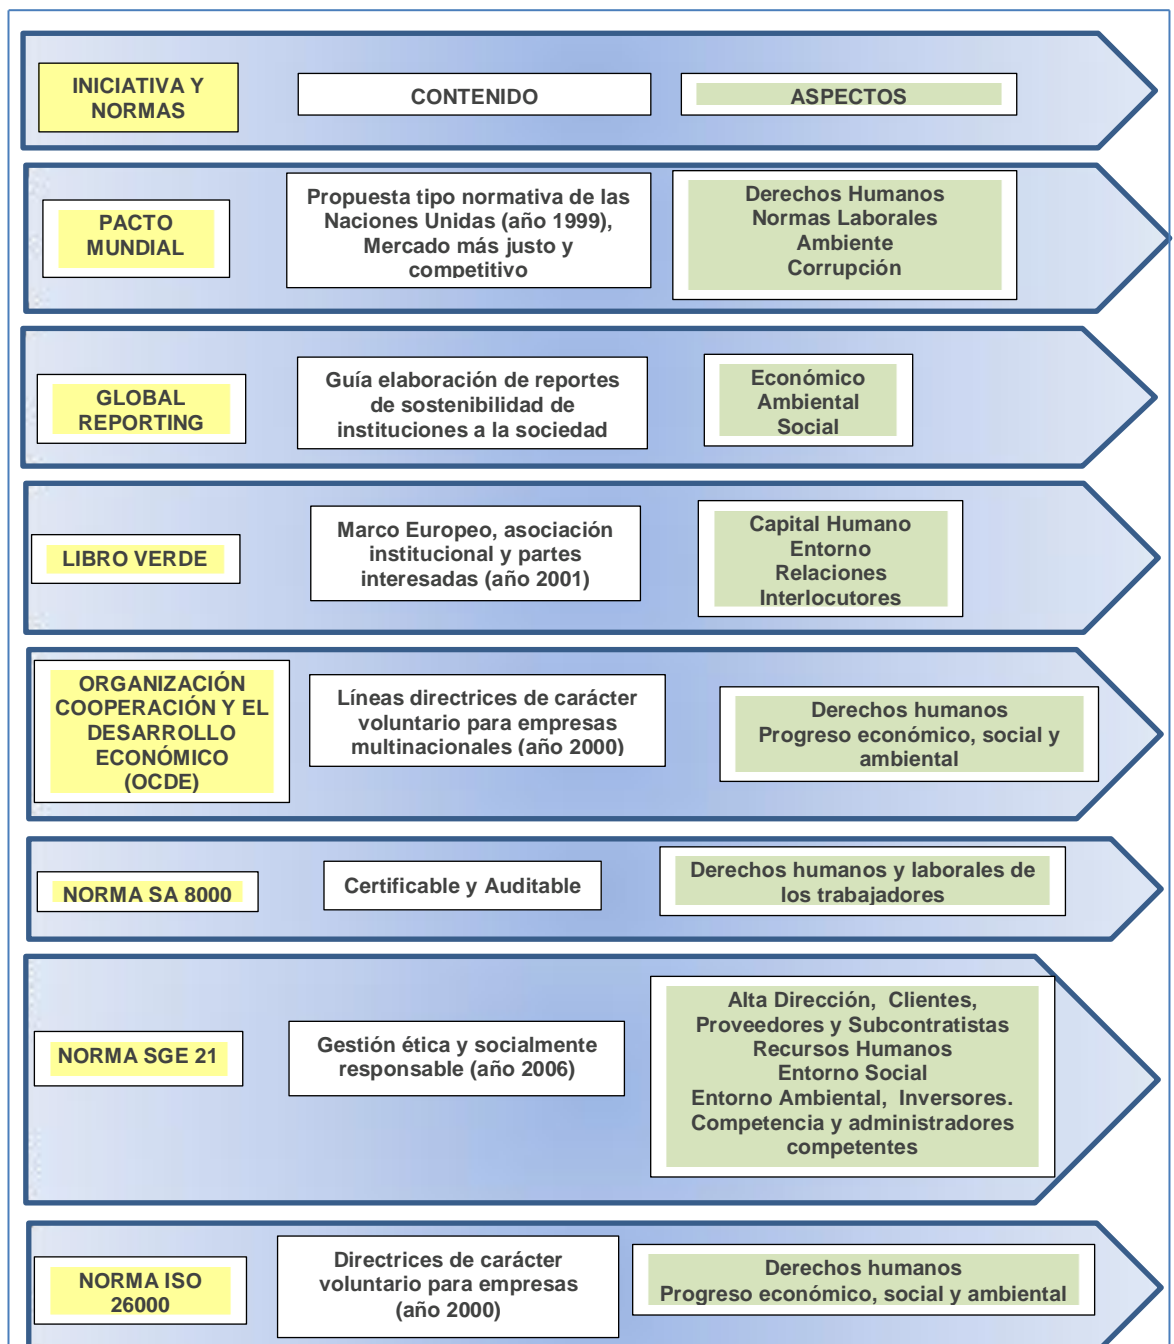 INICIATIVA Y
NORMAS
CONTENIDO
ASPECTOS
PACTO
MUNDIAL
Propuesta tipo normativa de las
Naciones Unidas (año 1999),
Mercado más justo y
competitivo
Derechos Humanos
Normas Laborales
Ambiente
Corrupción
GLOBAL
REPORTING
Guía elaboración de reportes
de sostenibilidad de
instituciones a la sociedad
Económico
Ambiental
Social
LIBRO VERDE
Marco Europeo, asociación
institucional y partes
interesadas (año 2001)
Capital Humano
Entorno
Relaciones
Interlocutores
ORGANIZACIÓN
COOPERACIÓN Y EL
DESARROLLO
ECONÓMICO
(OCDE)
Líneas directrices de carácter
voluntario para empresas
multinacionales (año 2000)
Derechos humanos
Progreso económico, social y
ambiental
NORMA SA 8000
Certificable y Auditable
Derechos humanos y laborales de
los trabajadores
NORMA SGE 21
Gestión ética y socialmente
responsable (año 2006)
Alta Dirección, Clientes,
Proveedores y Subcontratistas
Recursos Humanos
Entorno Social
Entorno Ambiental, Inversores.
Competencia y administradores
competentes
NORMA ISO
26000
Directrices de carácter
voluntario para empresas
(año 2000)
Derechos humanos
Progreso económico, social y ambiental